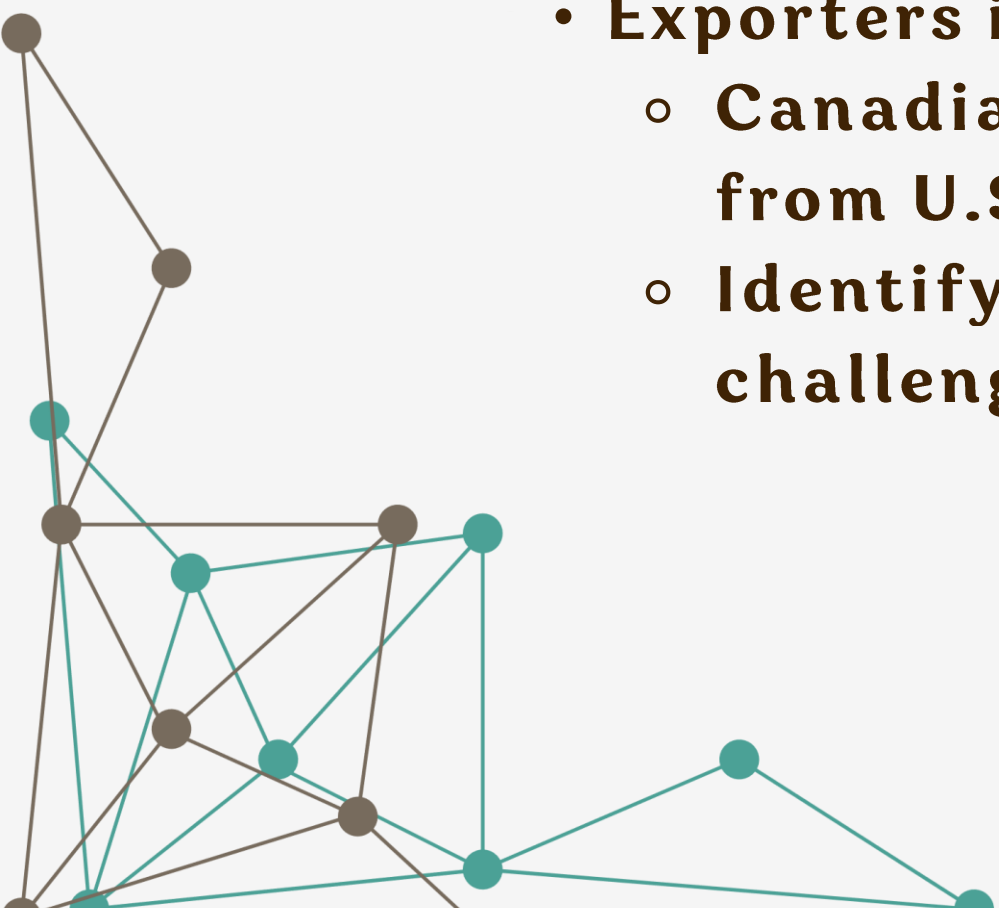 • Exporters i
Canadia
from U.S
Identify
challeng